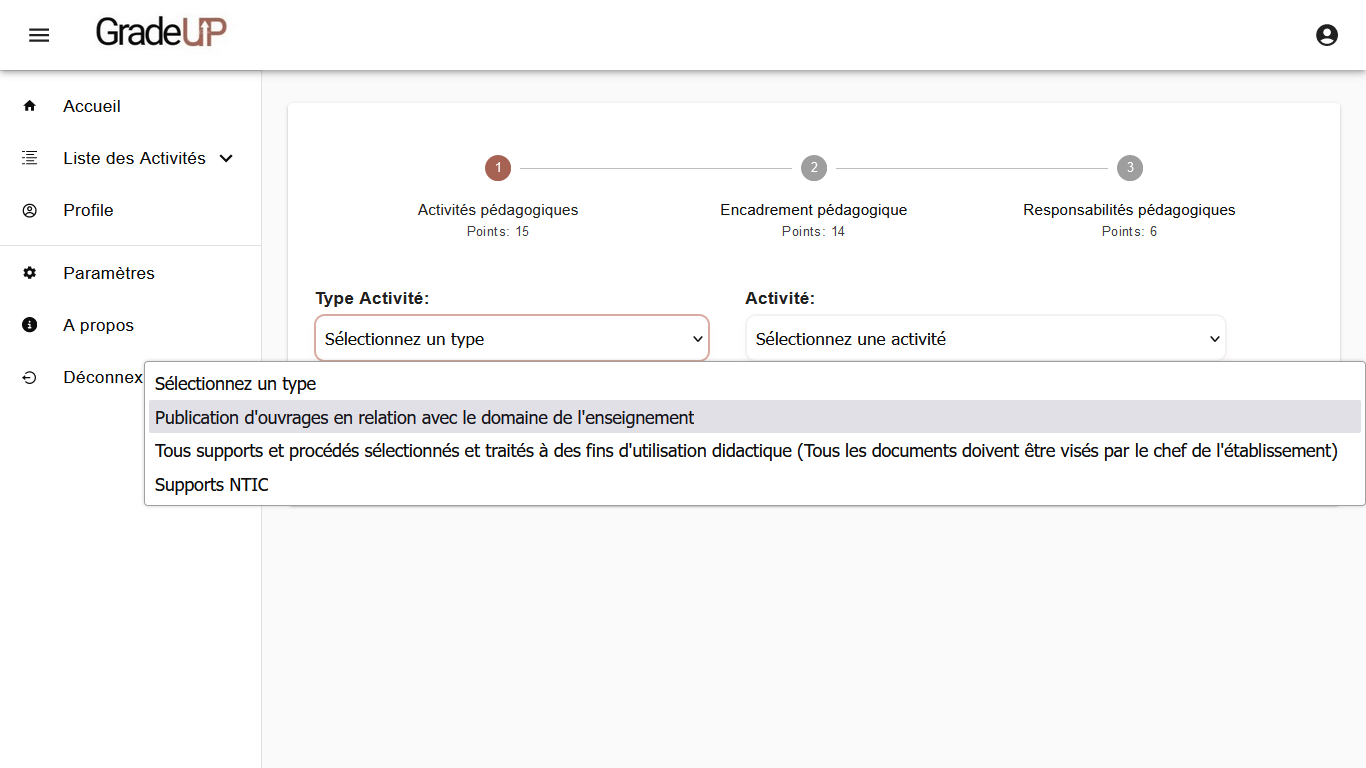 GradeUP
Accueil
Liste des Activités
Profile
Paramètres
A propos
Déconnex
1
2
3
Activités pédagogiques
Encadrement pédagogique
Responsabilités pédagogiques
Points: 15
Points: 14
Points: 6
Type Activité:
Activité:
Sélectionnez un type
Sélectionnez une activité
Sélectionnez un type
Publication d'ouvrages en relation avec le domaine de l'enseignement
Tous supports et procédés sélectionnés et traités à des fins d'utilisation didactique (Tous les documents doivent être visés par le chef de l'établissement)
Supports NTIC